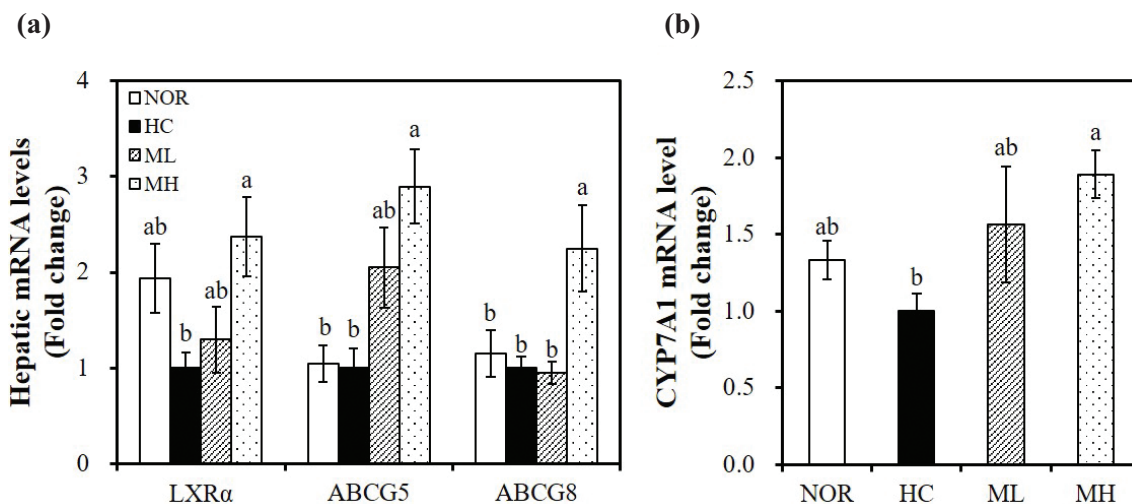 (a)
Hepatic mRNA levels
(Fold change)
4
3
2
1
0
NOR
HC
ML
MH
ab
b
ab
a
b
b
ab
a
b
b
b
a
LXRα
ABCG5
ABCG8
(b)
CYP7A1 mRNA level
(Fold change)
2.5
2.0
1.5
1.0
0.5
0.0
ab
b
ab
a
NOR
HC
ML
MH